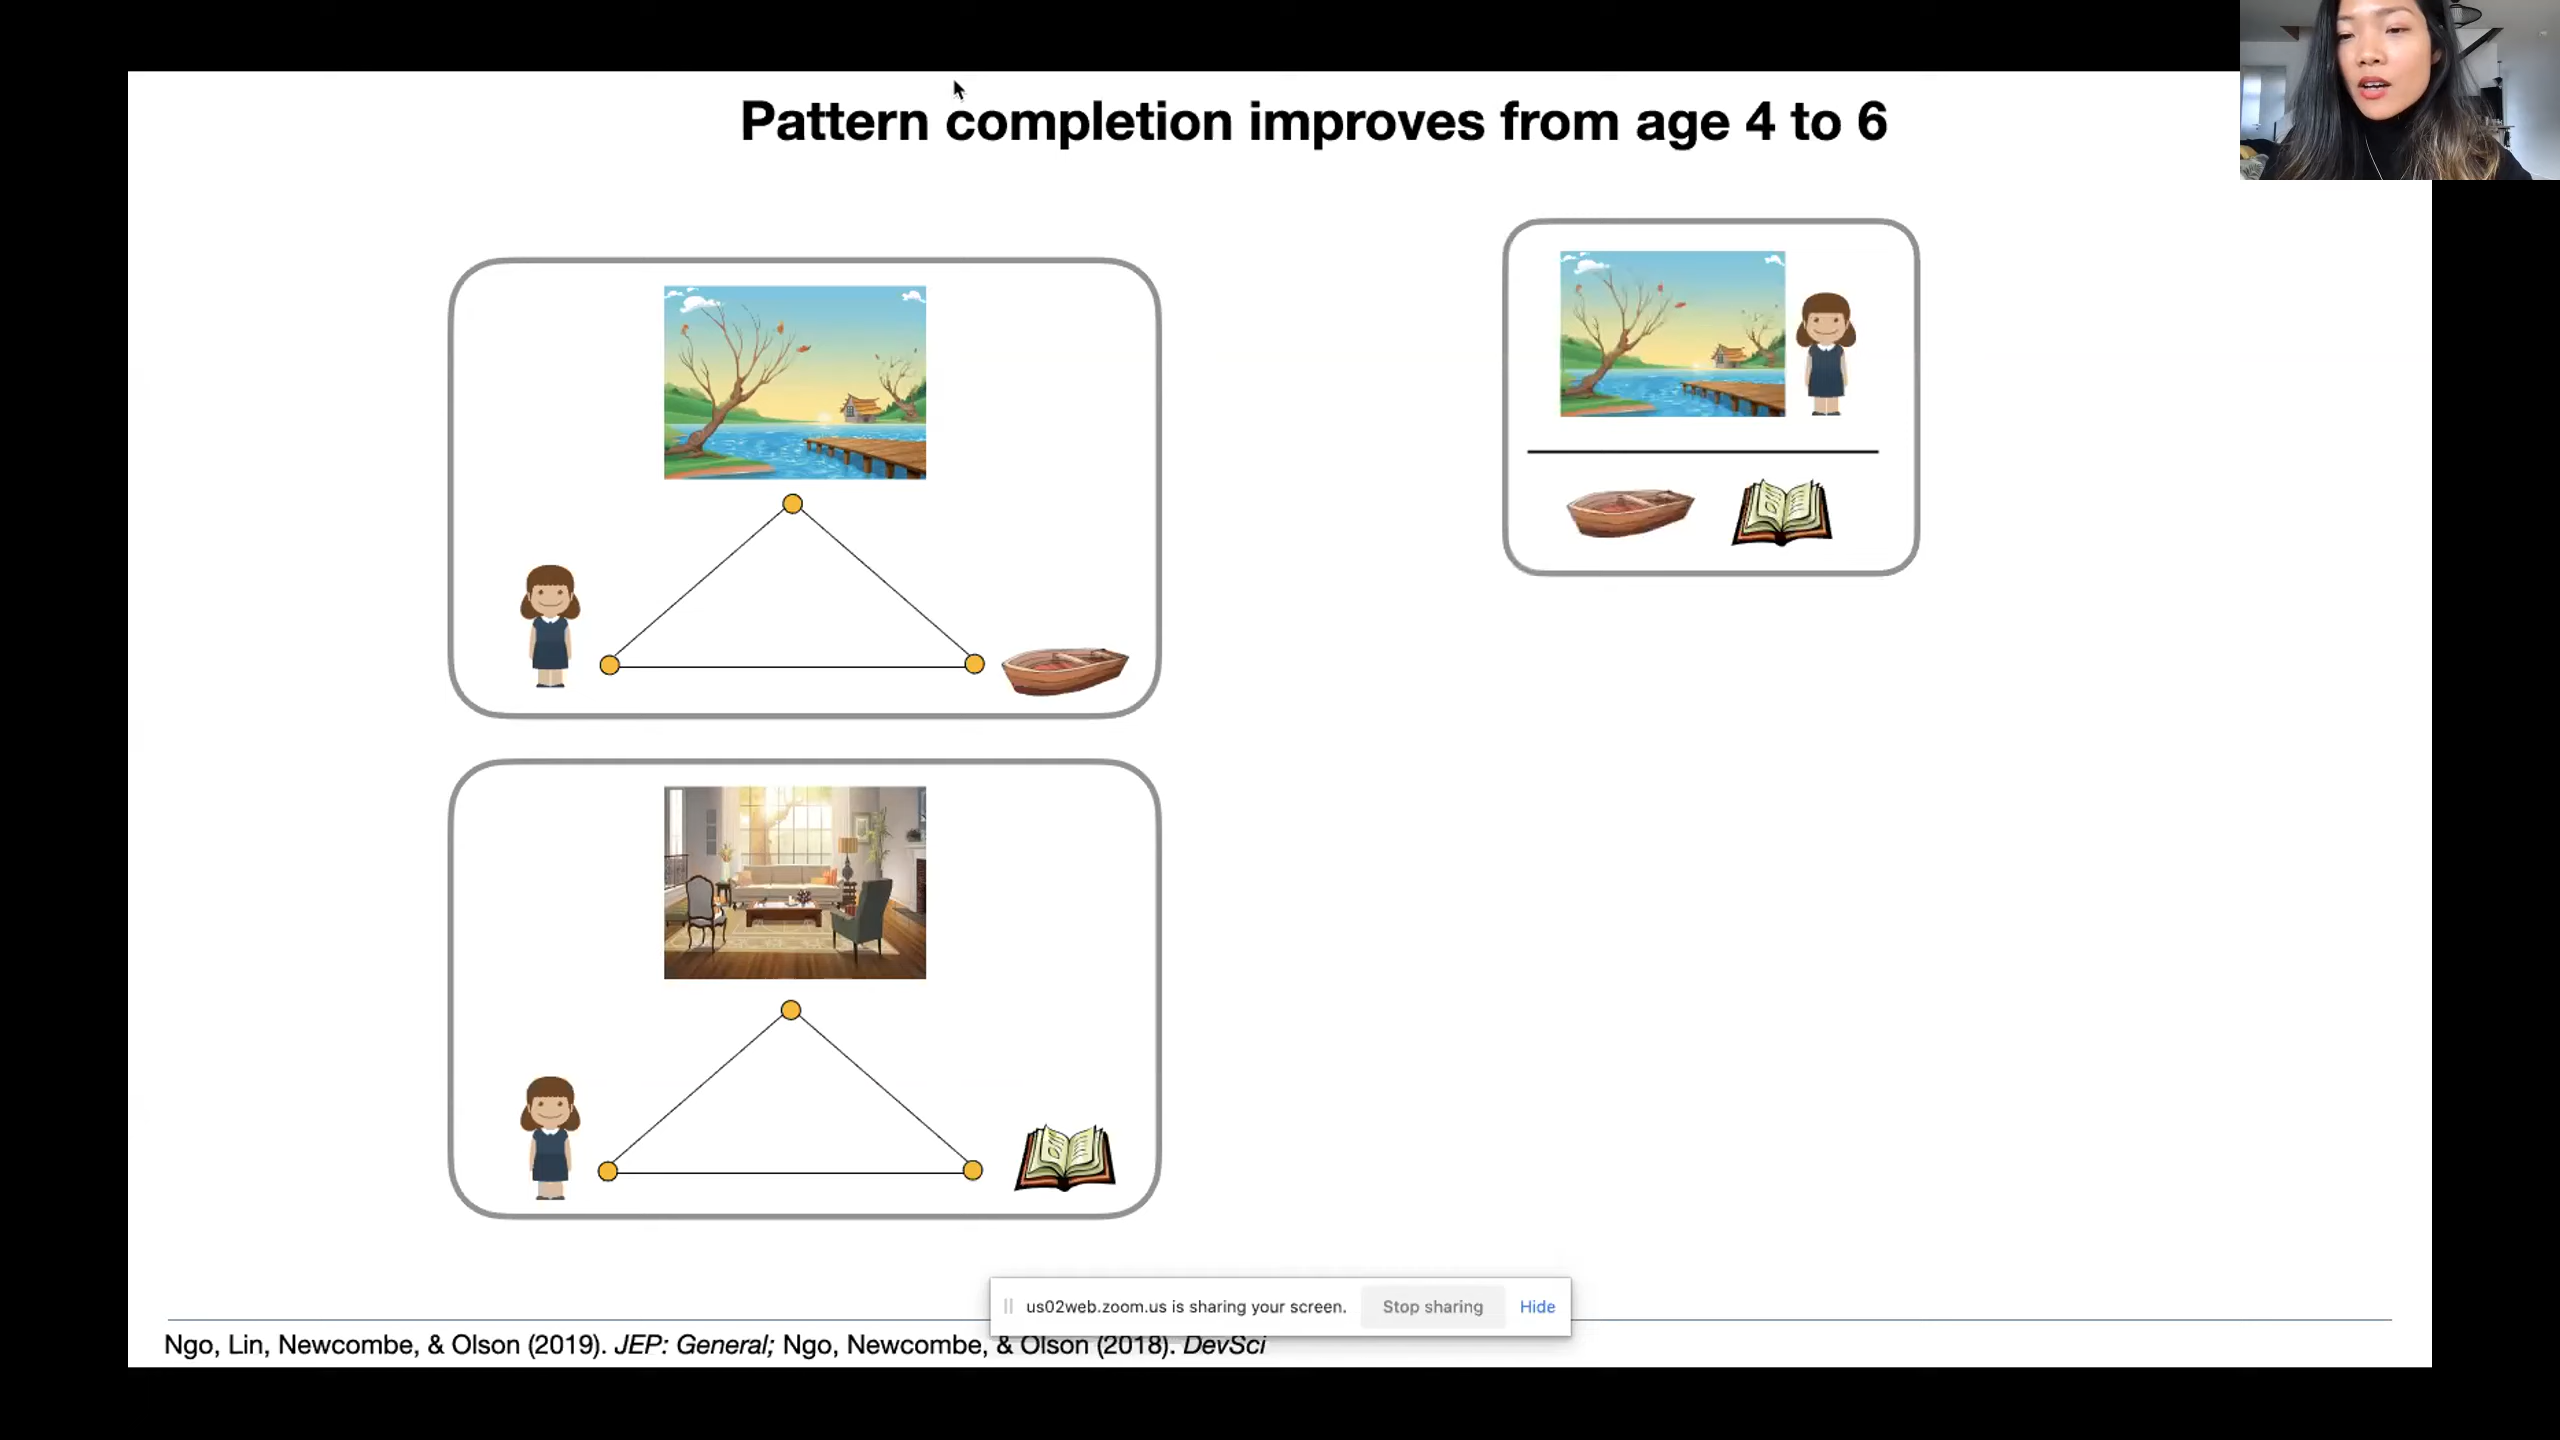 Pattern completion improves from age 4 to 6
us02web.zoom.us is sharing your screen. Stop sharing Hide
Ngo, Lin, Newcombe, & Olson (2019). JEP: General; Ngo, Newcombe, & Olson (2018). DevSci